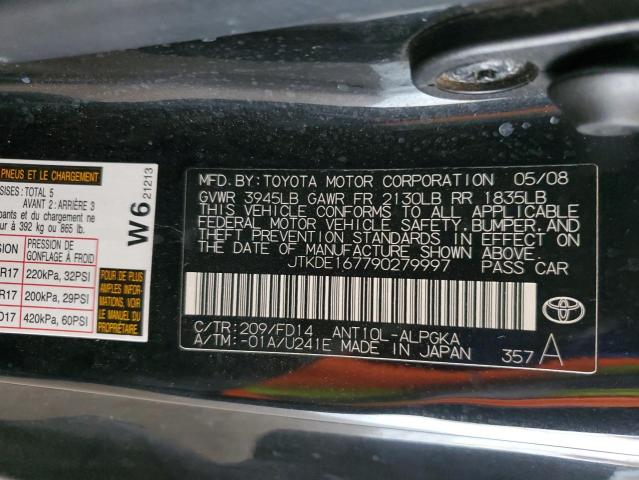 PNEUS ET LE CHARGEMENT
SISES: TOTAL 5
AVANT 2: ARRIÈRE 3
pants et du chargement ne
r à 392 kg ou 865 lb.
SION PRESSION DE GONFLAGE À FROID
R17 220kPa, 32PSI
R17 200kPa, 29PSI
D17 420kPa, 60PSI
POUR DE
PLUS
AMPLES
INFOR-
MATIONS,
VOIR LE
MANUEL DU
PROPRIÉTAIRE
W6 21213
MFD. BY: TOYOTA MOTOR CORPORATION 05/08
GVWR 3945LB GAWR FR 2130LB RR 1835LB
THIS VEHICLE CONFORMS TO ALL APPLICABLE
FEDERAL MOTOR VEHICLE SAFETY, BUMPER, AND
THEFT PREVENTION STANDARDS IN EFFECT ON
THE DATE OF MANUFACTURE SHOWN ABOVE.
JTKDE167790279997 PASS CAR
C/TR: 209/FD14 ANT10L-ALPGKA
A/TM: -01A/U241E MADE IN JAPAN 357 A